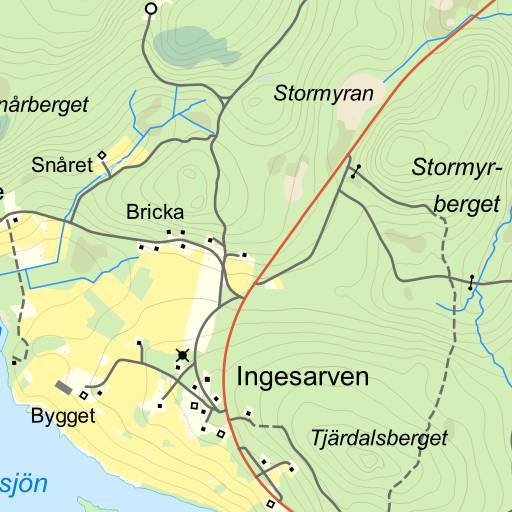 Stormyran
nårberget
Snåret
Stormyr-
berget
e
Bricka
Ingesarven
Bygget
Tjärdalsberget
sjön